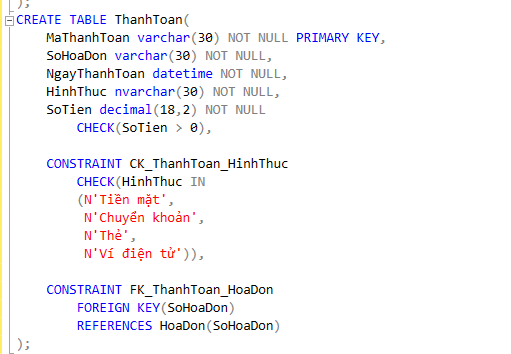 );
CREATE TABLE ThanhToan(
MaThanhToan varchar(30) NOT NULL PRIMARY KEY,
SoHoaDon varchar(30) NOT NULL,
NgayThanhToan datetime NOT NULL,
HinhThuc nvarchar(30) NOT NULL,
SoTien decimal(18,2) NOT NULL
CHECK(SoTien > 0),
CONSTRAINT CK_ThanhToan_HinhThuc
CHECK(HinhThuc IN
(N'Tiền mặt',
N'Chuyển khoản',
N'Thẻ',
N'Ví điện tử')),
CONSTRAINT FK_ThanhToan_HoaDon
FOREIGN KEY(SoHoaDon)
REFERENCES HoaDon(SoHoaDon)
);